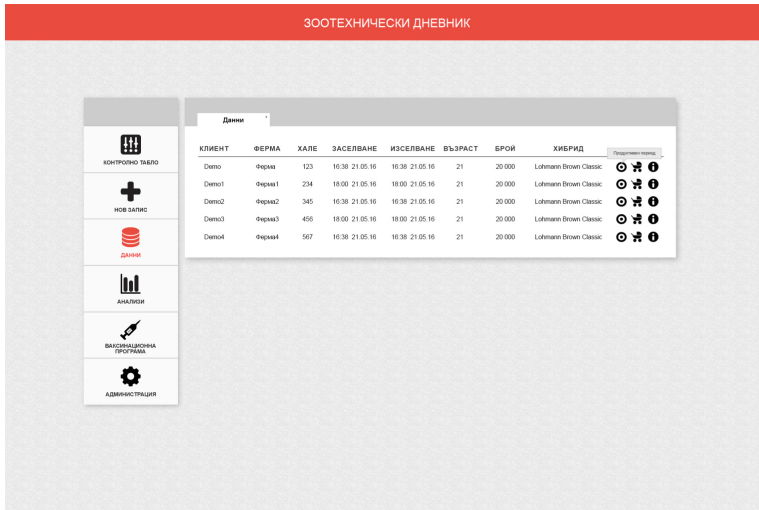 ЗООТЕХНИЧЕСКИ ДНЕВНИК
Данни
КОНТРОЛНО ТАБЛО
НОВ ЗАПИС
ДАННИ
АНАЛИЗИ
ВАКСИНАЦИОННА
ПРОГРАМА
АДМИНИСТРАЦИЯ
КЛИЕНТ ФЕРМА ХАЛЕ ЗАСЕЛВАНЕ ИЗСЕЛВАНЕ ВЪЗРАСТ БРОЙ ХИБРИД
Продуктивен период
Demo Ферма 123 16:38 21.05.16 16:38 21.05.16 21 20 000 Lohmann Brown Classic
Demo1 Ферма1 234 18:00 21.05.16 18:00 21.05.16 21 20 000 Lohmann Brown Classic
Demo2 Ферма2 345 16:38 21.05.16 16:38 21.05.16 21 20 000 Lohmann Brown Classic
Demo3 Ферма3 456 18:00 21.05.16 18:00 21.05.16 21 20 000 Lohmann Brown Classic
Demo4 Ферма4 567 16:38 21.05.16 16:38 21.05.16 21 20 000 Lohmann Brown Classic